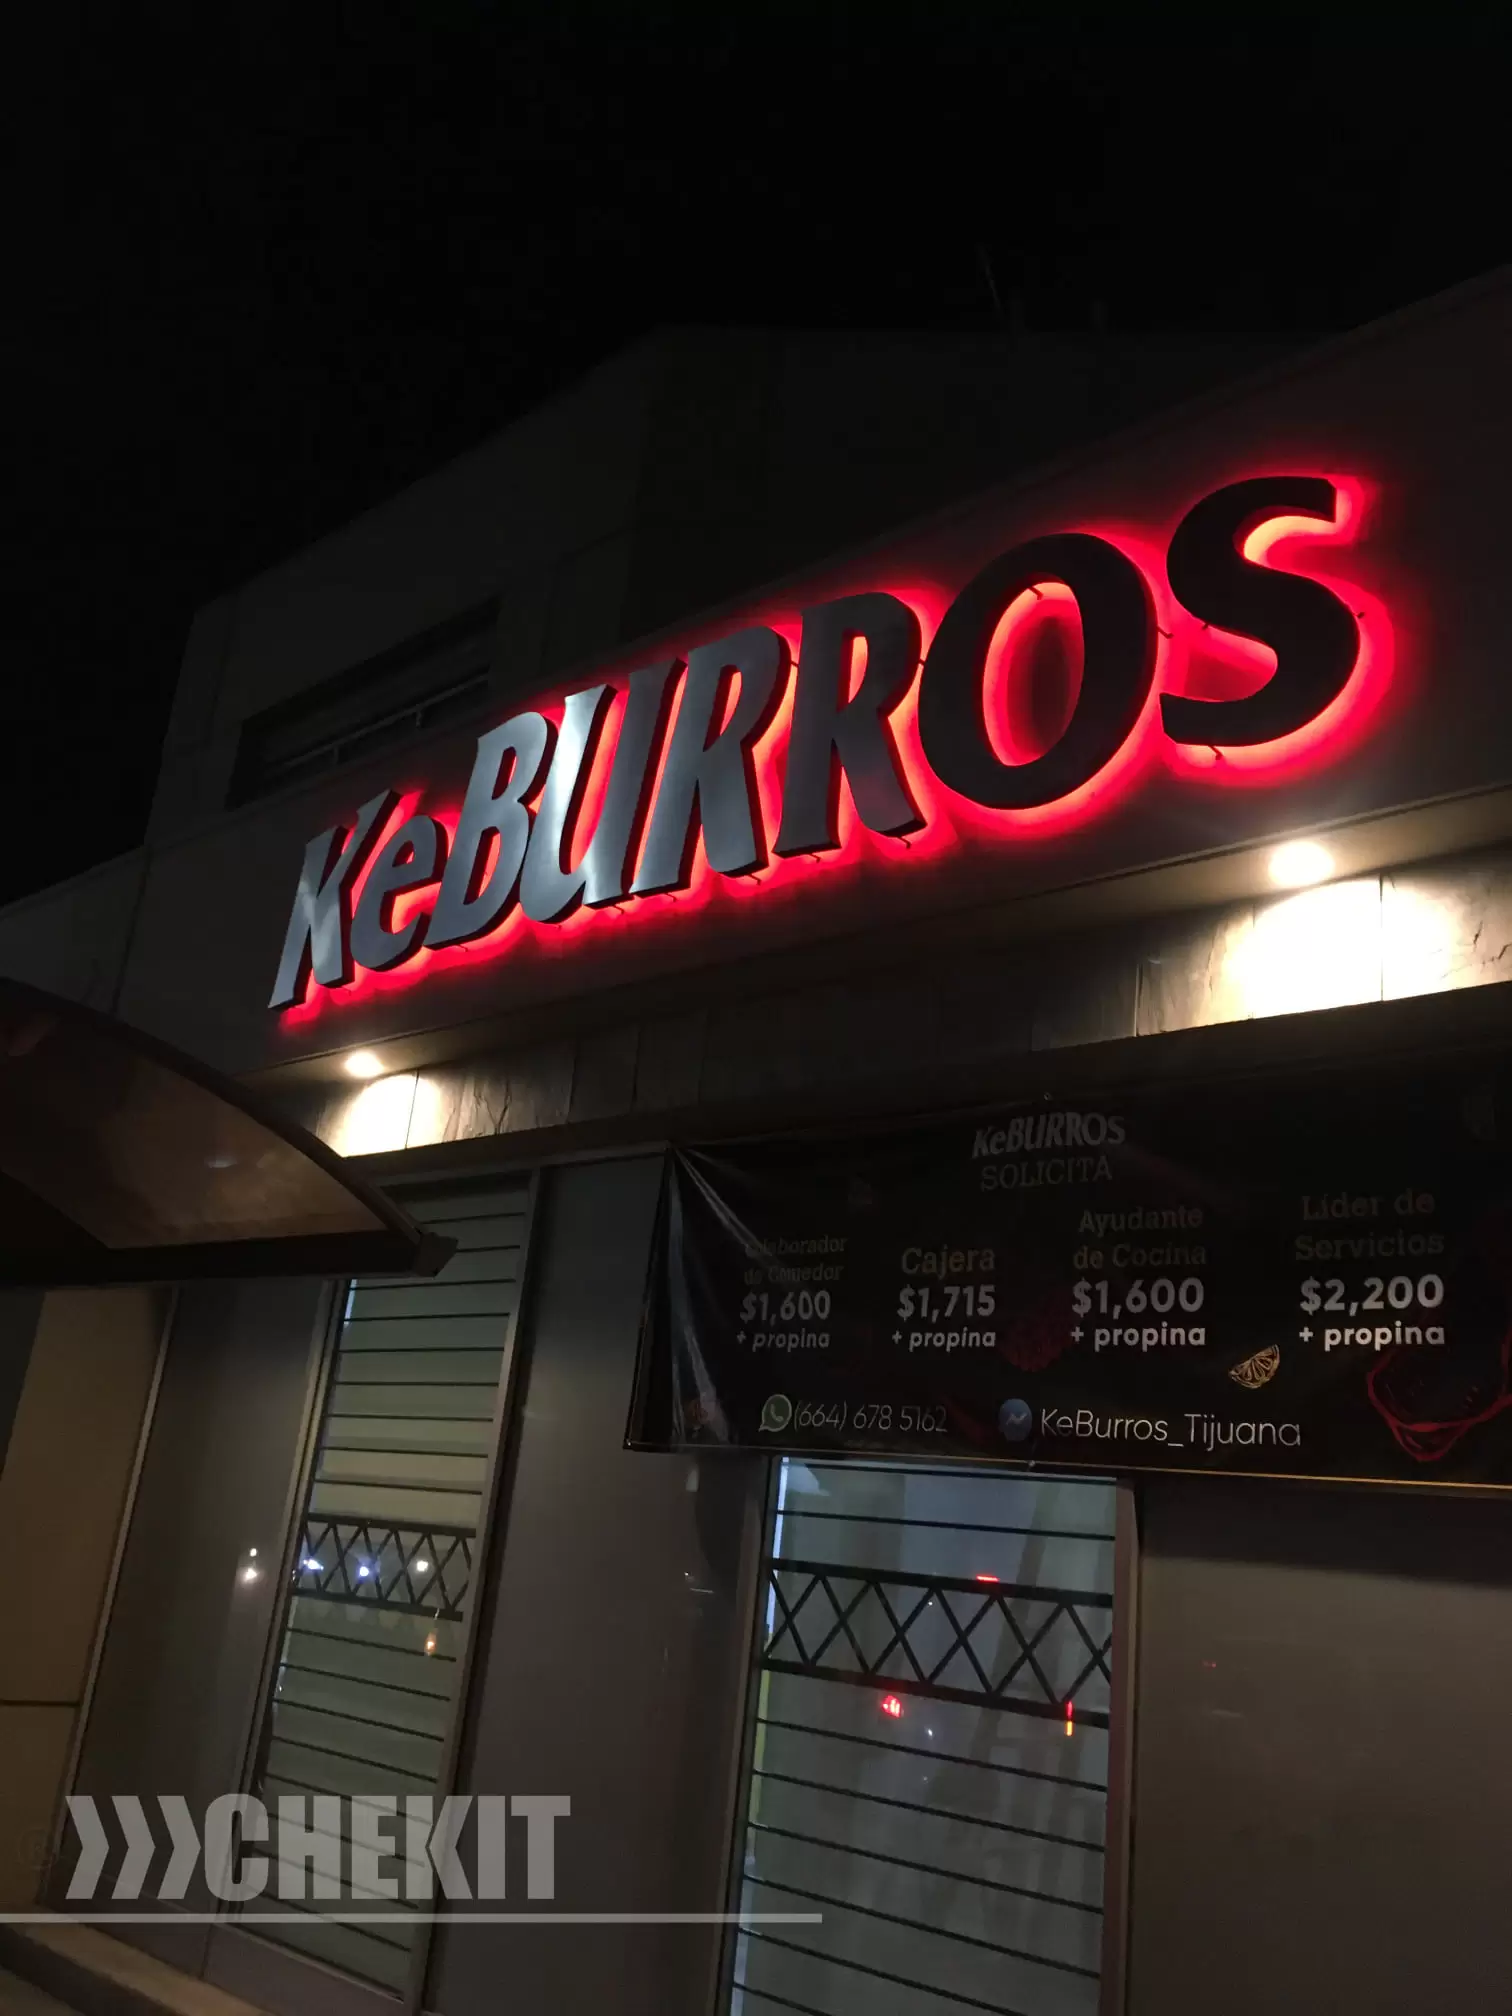 KeBURROS
KeBURROS
SOLICITA
Colaborador
de Comedor
$1,600
+ propina
Cajera
$1,715
+ propina
Ayudante
de Cocina
$1,600
+ propina
Líder de
Servicios
$2,200
+ propina
(664) 678 5162
KeBurros_Tijuana
CHEKIT